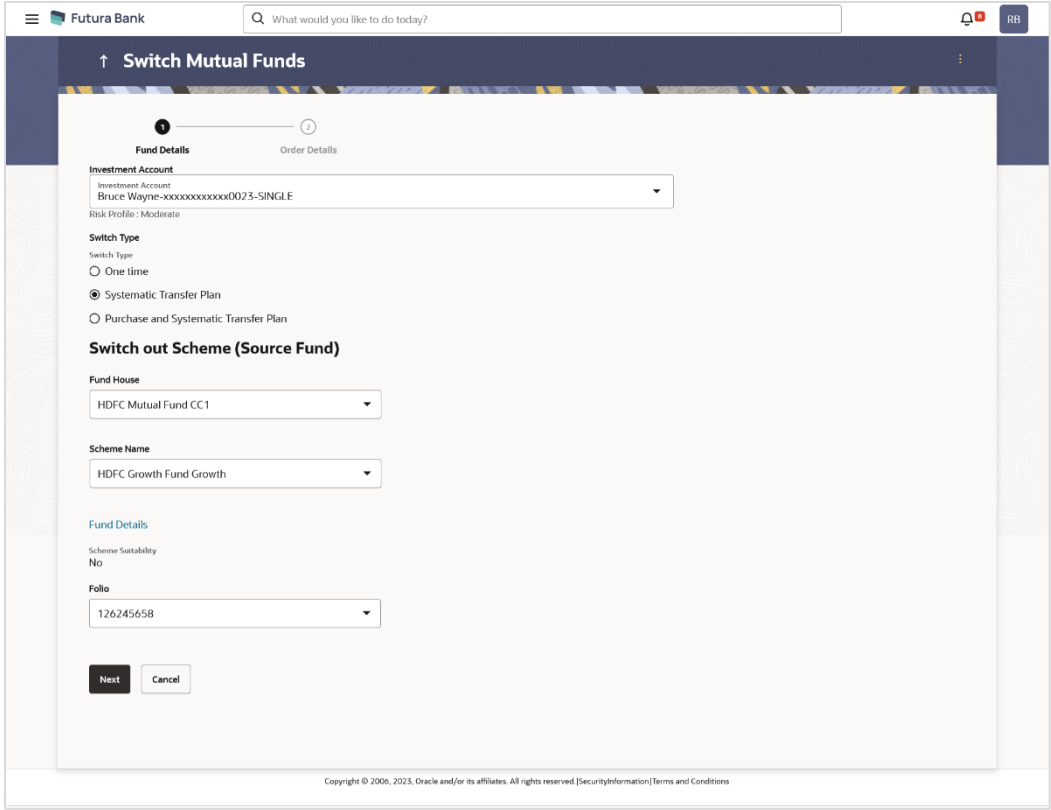 Futura Bank
What would you like to do today?
RB
↑ Switch Mutual Funds
1
2
Fund Details
Order Details
Investment Account
Investment Account
Bruce Wayne-xxxxxxxxxxxx0023-SINGLE
Risk Profile : Moderate
Switch Type
Switch Type
One time
Systematic Transfer Plan
Purchase and Systematic Transfer Plan
Switch out Scheme (Source Fund)
Fund House
HDFC Mutual Fund CC1
Scheme Name
HDFC Growth Fund Growth
Fund Details
Scheme Suitability
No
Folio
126245658
Next
Cancel
Copyright © 2006, 2023, Oracle and/or its affiliates. All rights reserved.|SecurityInformation|Terms and Conditions